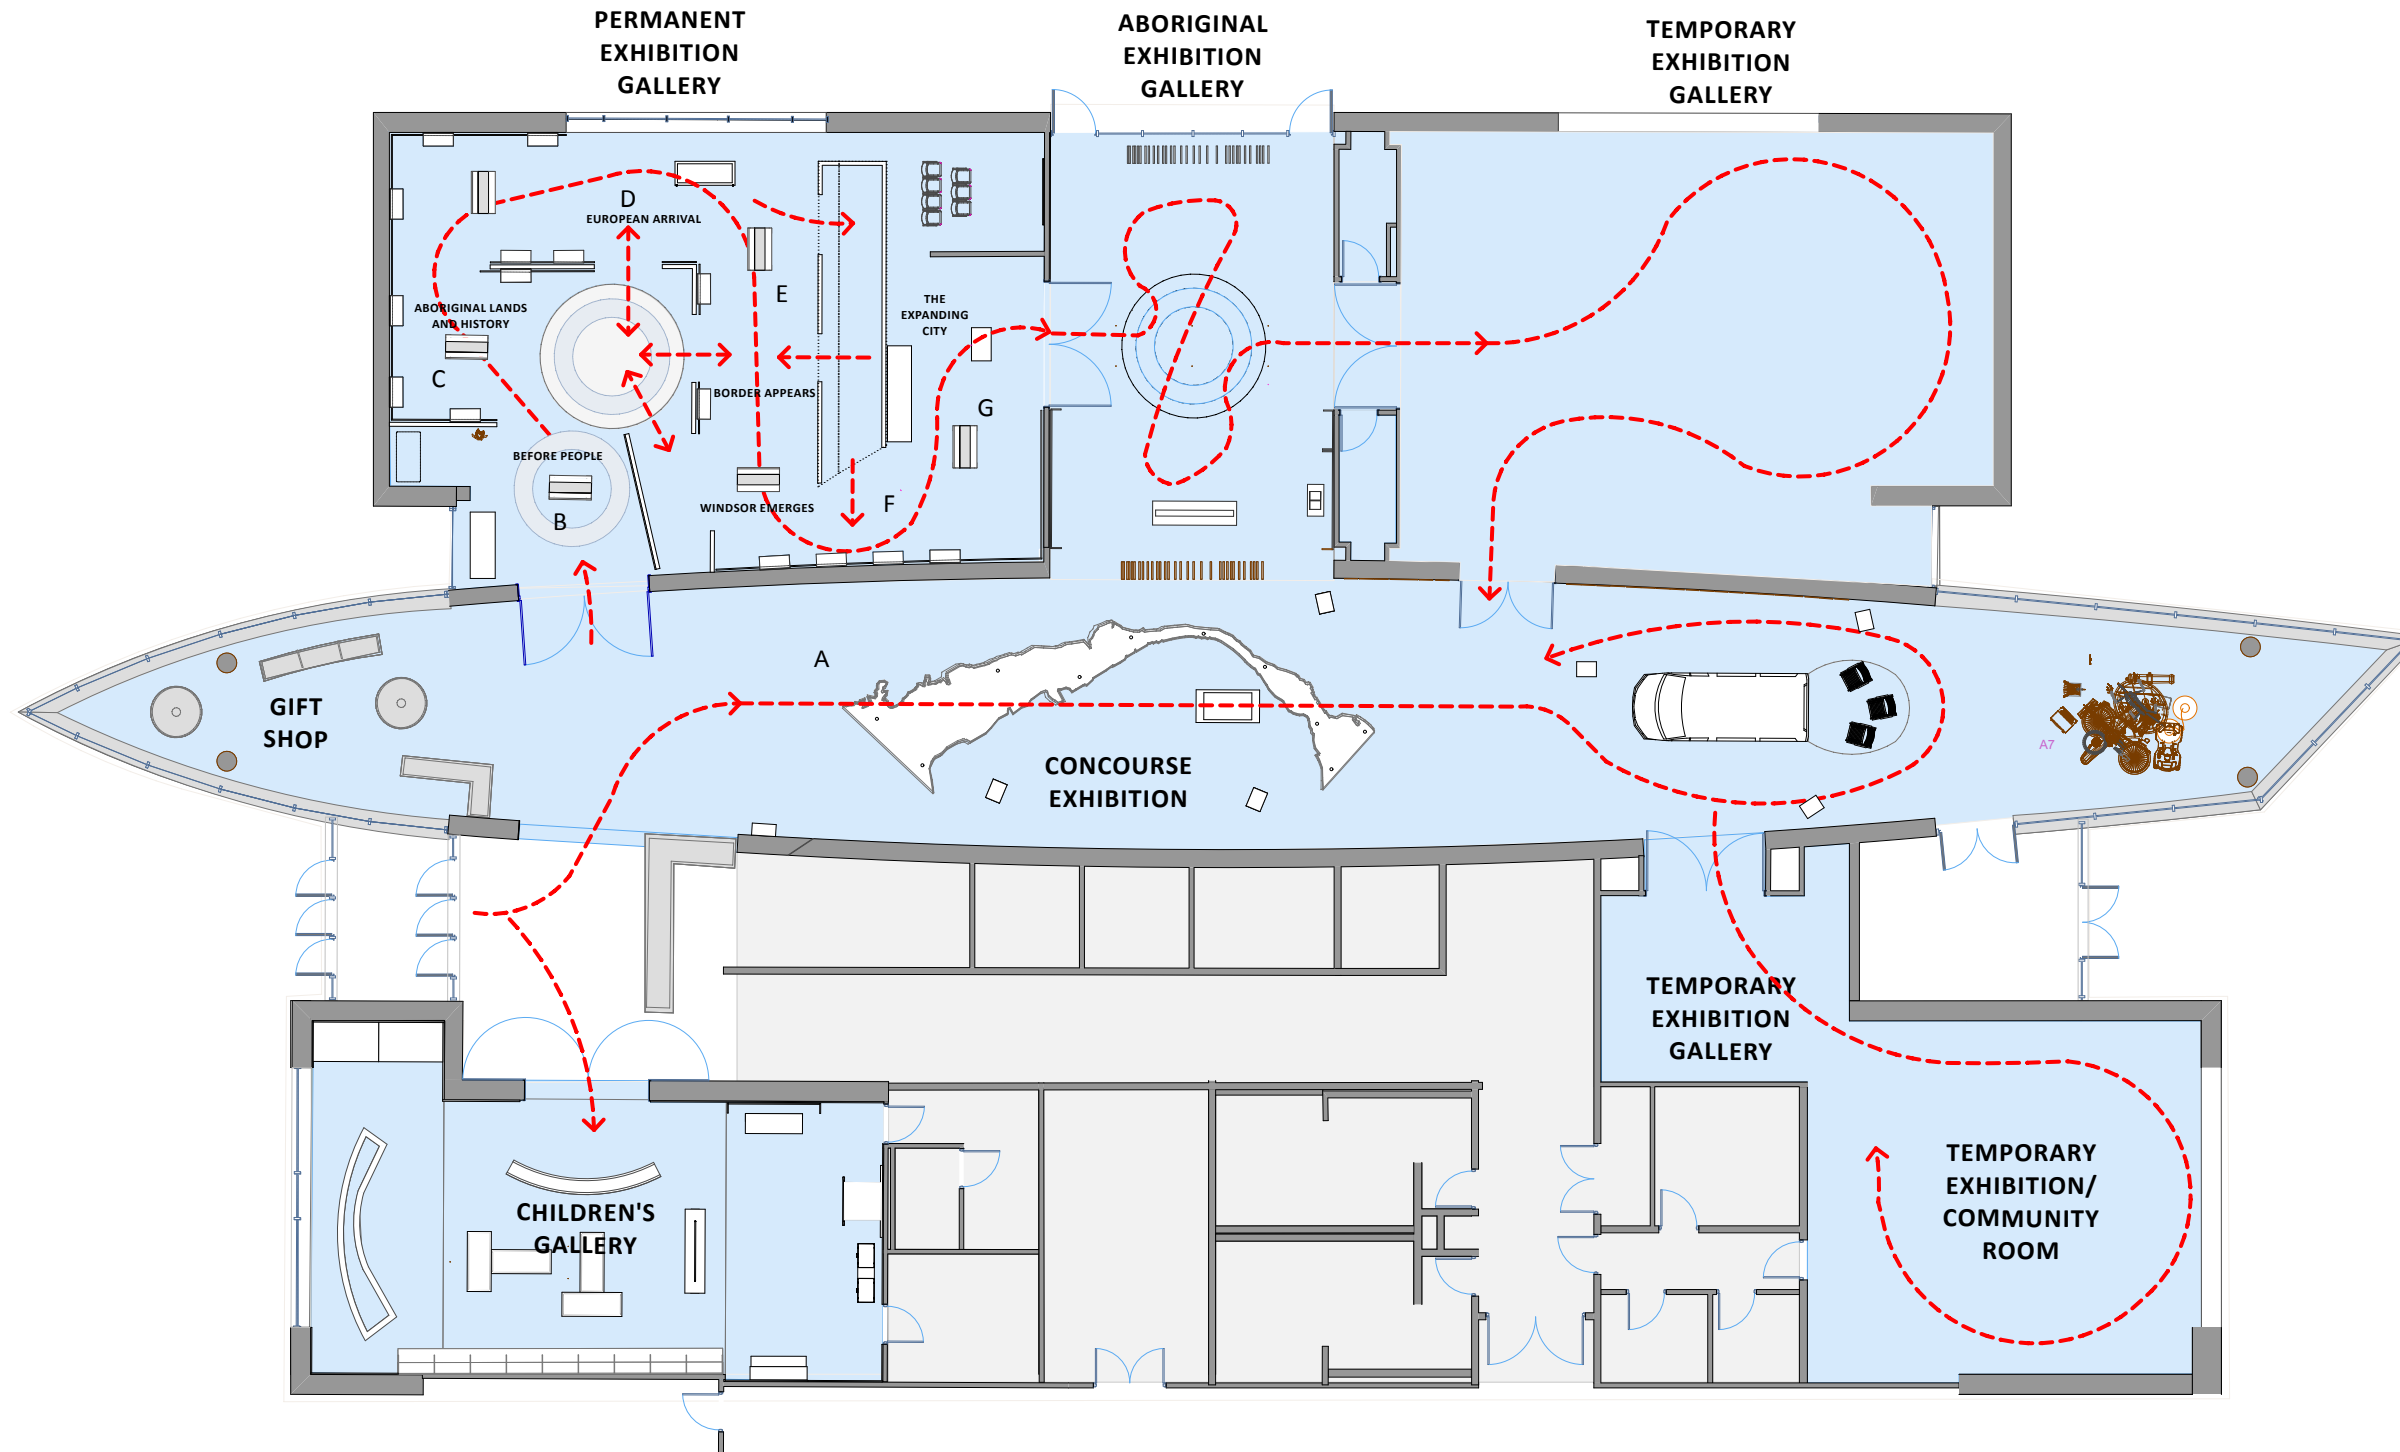 PERMANENT
EXHIBITION
GALLERY
ABORIGINAL
EXHIBITION
GALLERY
TEMPORARY
EXHIBITION
GALLERY
D
EUROPEAN ARRIVAL
E
ABORIGINAL LANDS
AND HISTORY
C
THE
EXPANDING
CITY
BORDER APPEARS
G
BEFORE PEOPLE
B
WINDSOR EMERGES
F
A
GIFT
SHOP
CONCOURSE
EXHIBITION
A7
TEMPORARY
EXHIBITION
GALLERY
CHILDREN'S
GALLERY
TEMPORARY
EXHIBITION/
COMMUNITY
ROOM